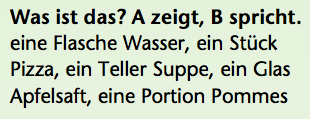 Was ist das? A zeigt, B spricht.
eine Flasche Wasser, ein Stück
Pizza, ein Teller Suppe, ein Glas
Apfelsaft, eine Portion Pommes